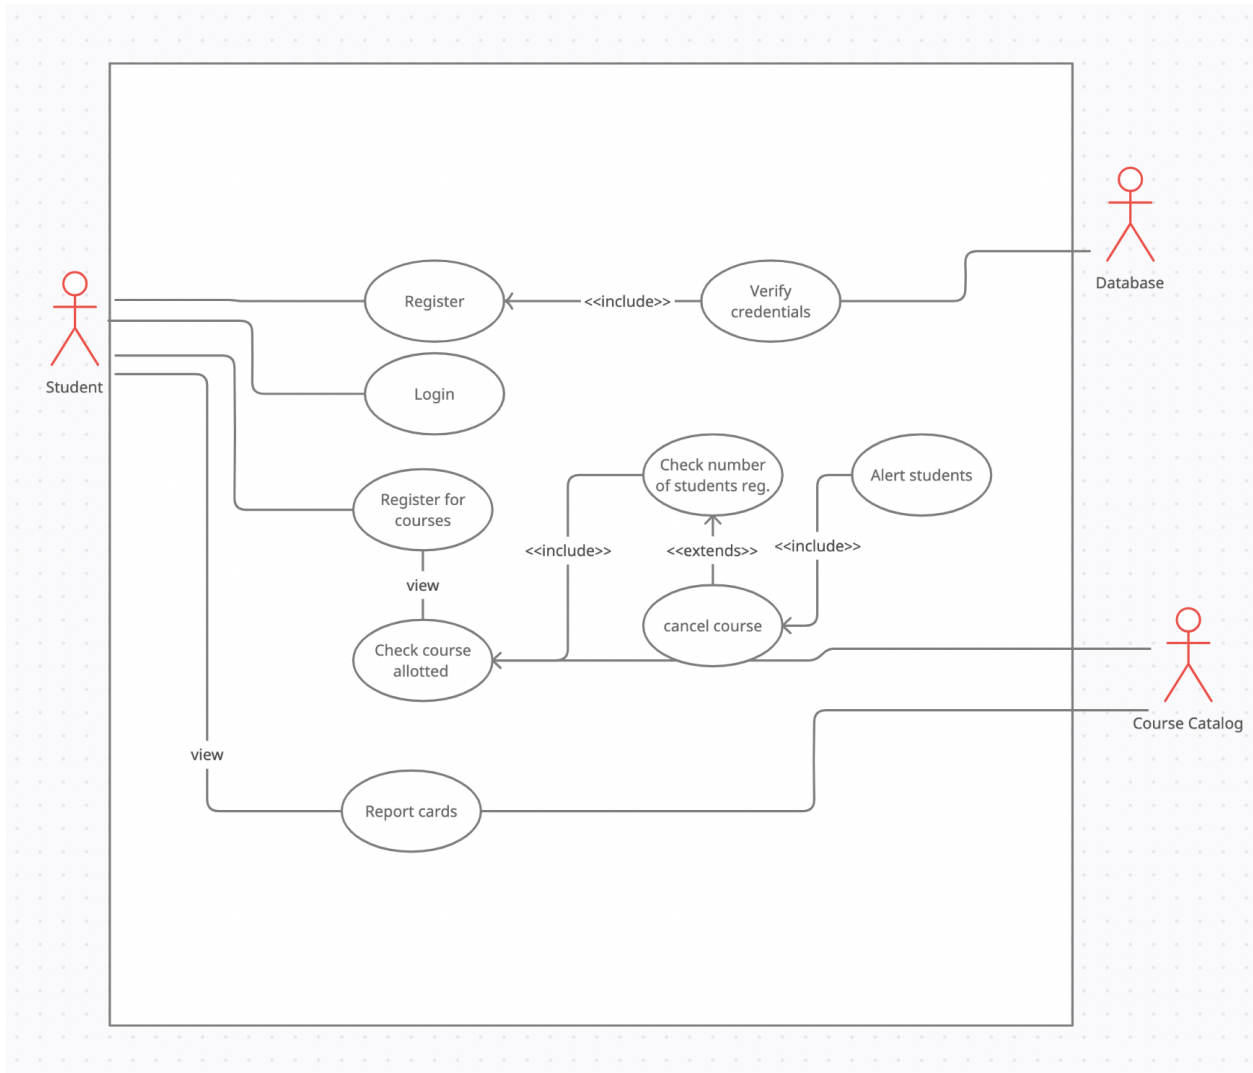 Database
Register
<<include>>
Verify
credentials
Student
Login
Check number
of students reg.
Alert students
Register for
courses
<<include>>
<<extends>>
<<include>>
view
cancel course
Check course
allotted
Course Catalog
view
Report cards